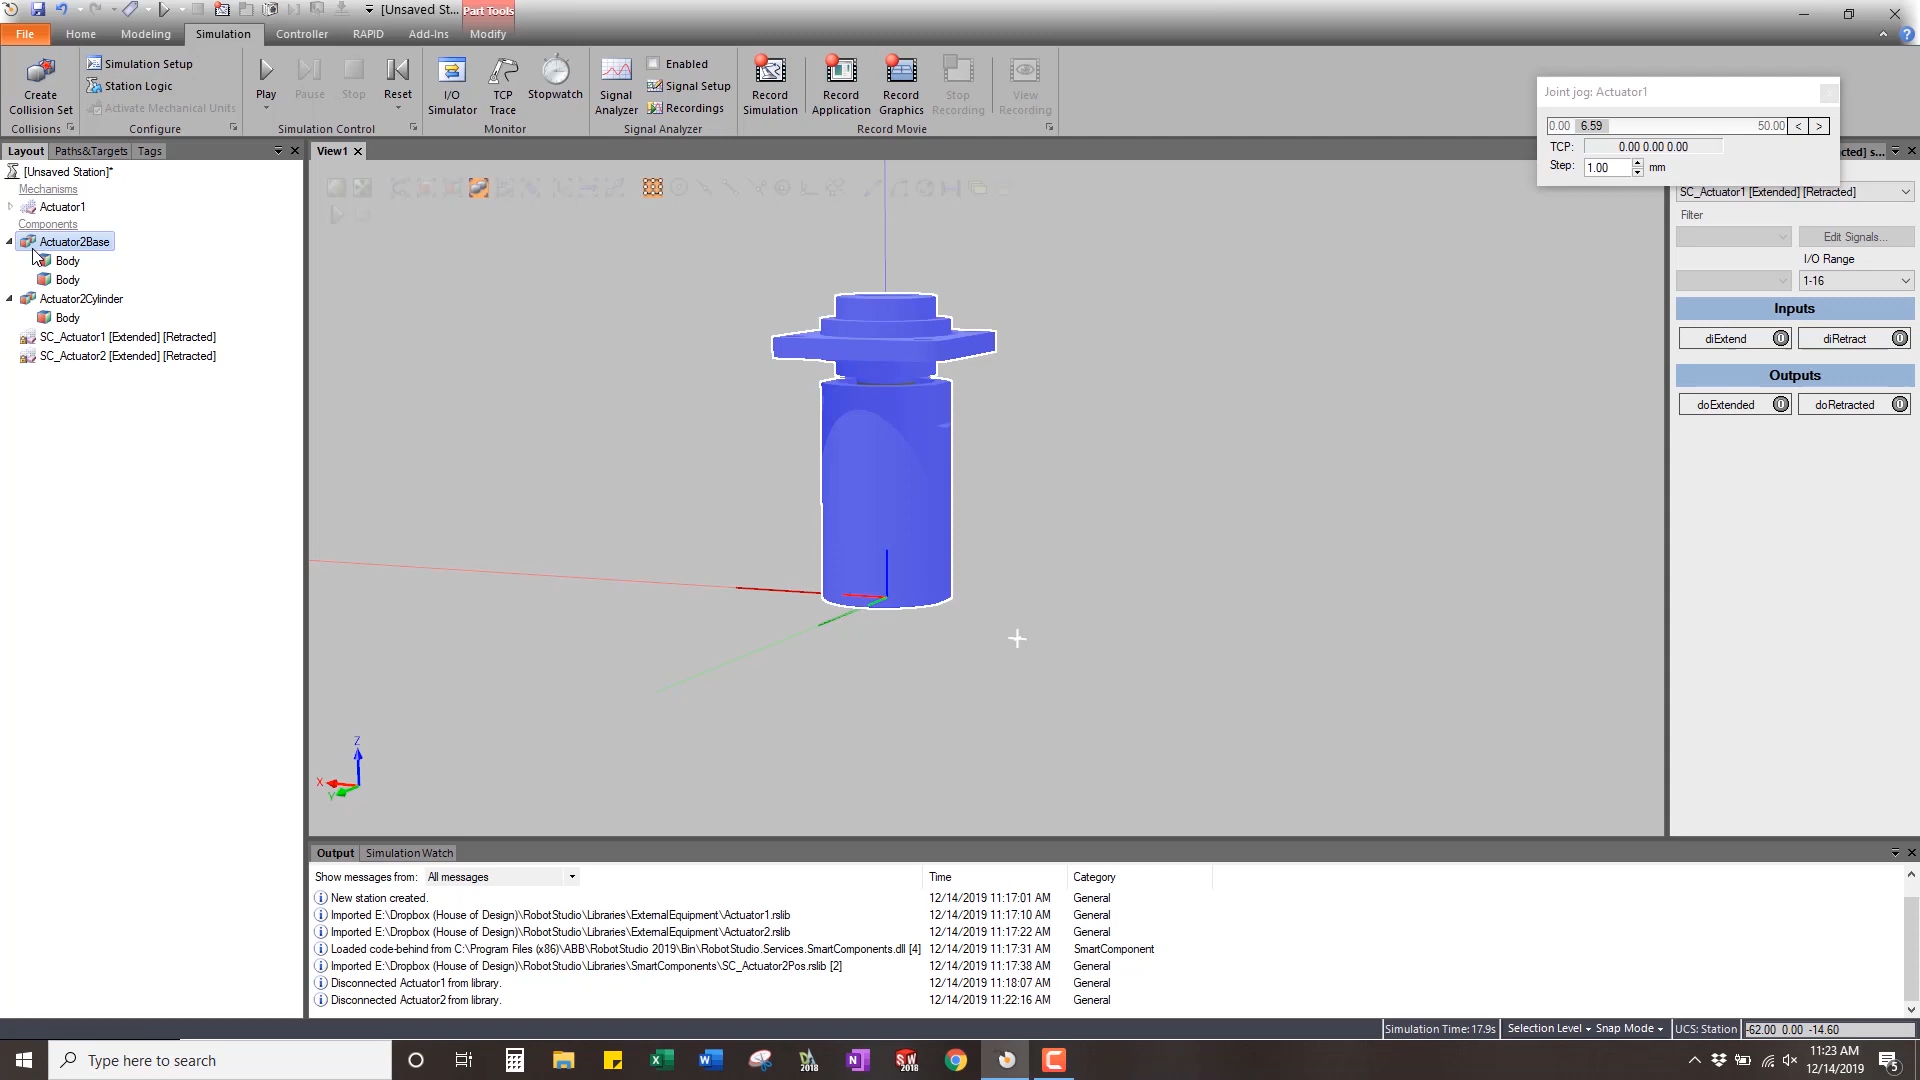 [Unsaved St...
Part Tools
File
Home
Modeling
Simulation
Controller
RAPID
Add-Ins
Modify
Create
Collision Set
Collisions
Simulation Setup
Station Logic
Activate Mechanical Units
Configure
Play
Pause
Stop
Reset
Simulation Control
I/O
Simulator
TCP
Trace
Stopwatch
Monitor
Signal
Analyzer
Enabled
Signal Setup
Recordings
Signal Analyzer
Record
Simulation
Record
Application
Record
Graphics
Stop
Recording
View
Recording
Record Movie
Joint jog: Actuator1
0.00 6.59 50.00 < >
TCP: 0.00 0.00 0.00
Step: 1.00 mm
Layout
Paths&Targets
Tags
[Unsaved Station]*
Mechanisms
Actuator1
Components
Actuator2Base
Body
Body
Actuator2Cylinder
Body
SC_Actuator1 [Extended] [Retracted]
SC_Actuator2 [Extended] [Retracted]
View1
Z
X
Y
cted] s...
SC_Actuator1 [Extended] [Retracted]
Filter
Edit Signals...
I/O Range
1-16
Inputs
diExtend 0
diRetract 0
Outputs
doExtended 0
doRetracted 0
Output
Simulation Watch
Show messages from: All messages
Time
Category
New station created. 12/14/2019 11:17:01 AM General
Imported E:\Dropbox (House of Design)\RobotStudio\Libraries\ExternalEquipment\Actuator1.rslib 12/14/2019 11:17:10 AM General
Imported E:\Dropbox (House of Design)\RobotStudio\Libraries\ExternalEquipment\Actuator2.rslib 12/14/2019 11:17:22 AM General
Loaded code-behind from C:\Program Files (x86)\ABB\RobotStudio 2019\Bin\RobotStudio.Services.SmartComponents.dll [4] 12/14/2019 11:17:31 AM SmartComponent
Imported E:\Dropbox (House of Design)\RobotStudio\Libraries\SmartComponents\SC_Actuator2Pos.rslib [2] 12/14/2019 11:17:38 AM General
Disconnected Actuator1 from library. 12/14/2019 11:18:07 AM General
Disconnected Actuator2 from library. 12/14/2019 11:22:16 AM General
Simulation Time: 17.9s
Selection Level
Snap Mode
UCS: Station
-62.00 0.00 -14.60
Type here to search
2018
2018
11:23 AM
12/14/2019
5